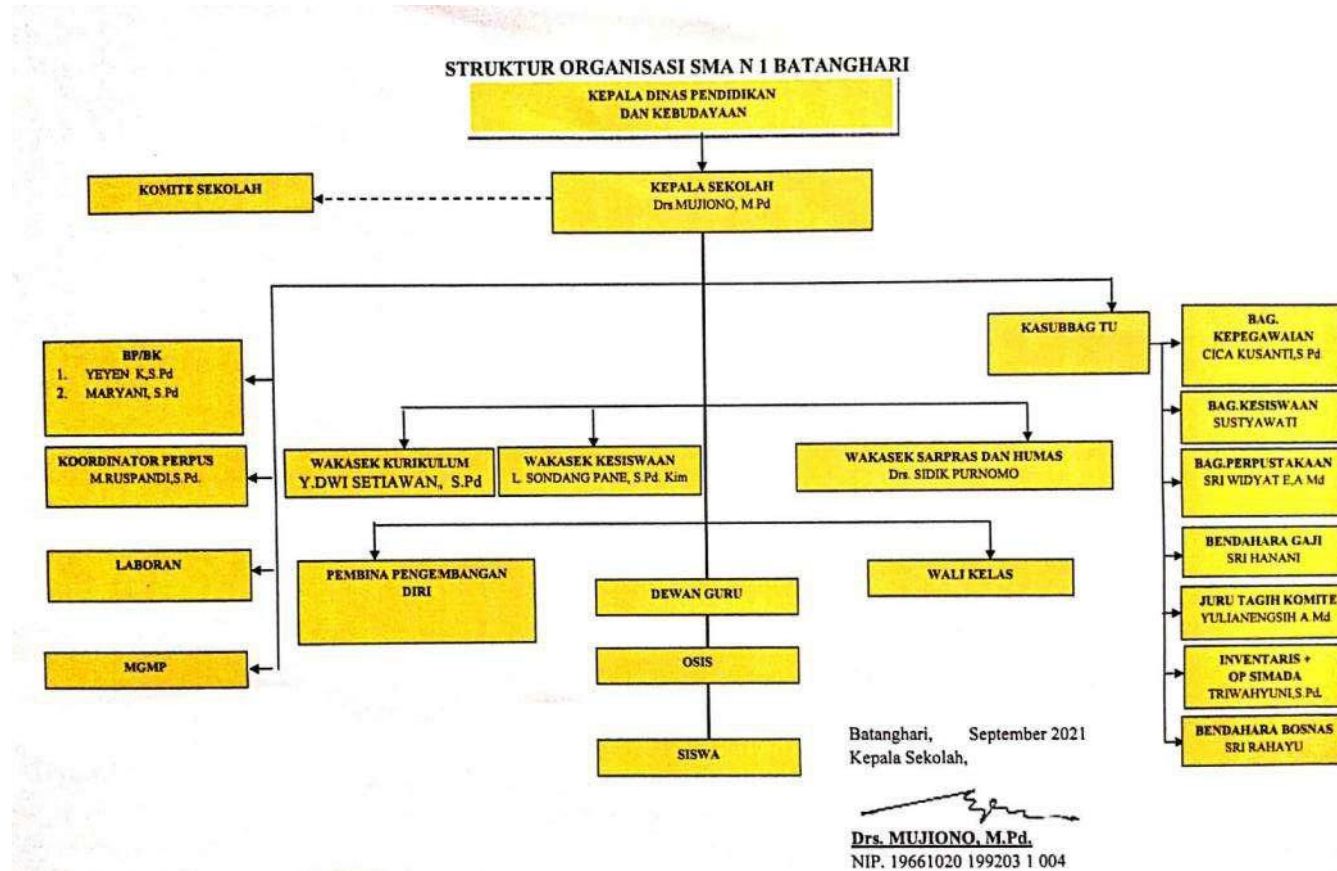 STRUKTUR ORGANISASI SMA N 1 BATANGHARI
KEPALA DINAS PENDIDIKAN
DAN KEBUDAYAAN
KOMITE SEKOLAH
KEPALA SEKOLAH
Drs.MUJIONO, M.Pd
KASUBBAG TU
BAG.
KEPEGAWAIAN
CICA KUSANTI,S Pd
BP/BK
1. YEYEN K,S.Pd
2. MARYANI, S.Pd
BAG.KESISWAAN
SUSTYAWATI
KOORDINATOR PERPUS
M.RUSPANDI,S.Pd.
WAKASEK KURIKULUM
Y.DWI SETIAWAN., S.Pd
WAKASEK KESISWAAN
L. SONDANG PANE, S.Pd. Kim
WAKASEK SARPRAS DAN HUMAS
Drs. SIDIK PURNOMO
BAG.PERPUSTAKAAN
SRI WIDYAT E,A Md
LABORAN
PEMBINA PENGEMBANGAN
DIRI
DEWAN GURU
WALI KELAS
BENDAHARA GAJI
SRI HANANI
JURU TAGIH KOMITE
YULIANENGSIH A.Md
MGMP
OSIS
INVENTARIS +
OP SIMADA
TRIWAHYUNI,S.Pd.
SISWA
BENDAHARA BOSNAS
SRI RAHAYU
Batanghari, September 2021
Kepala Sekolah,
Drs. MUJIONO, M.Pd.
NIP. 19661020 199203 1 004